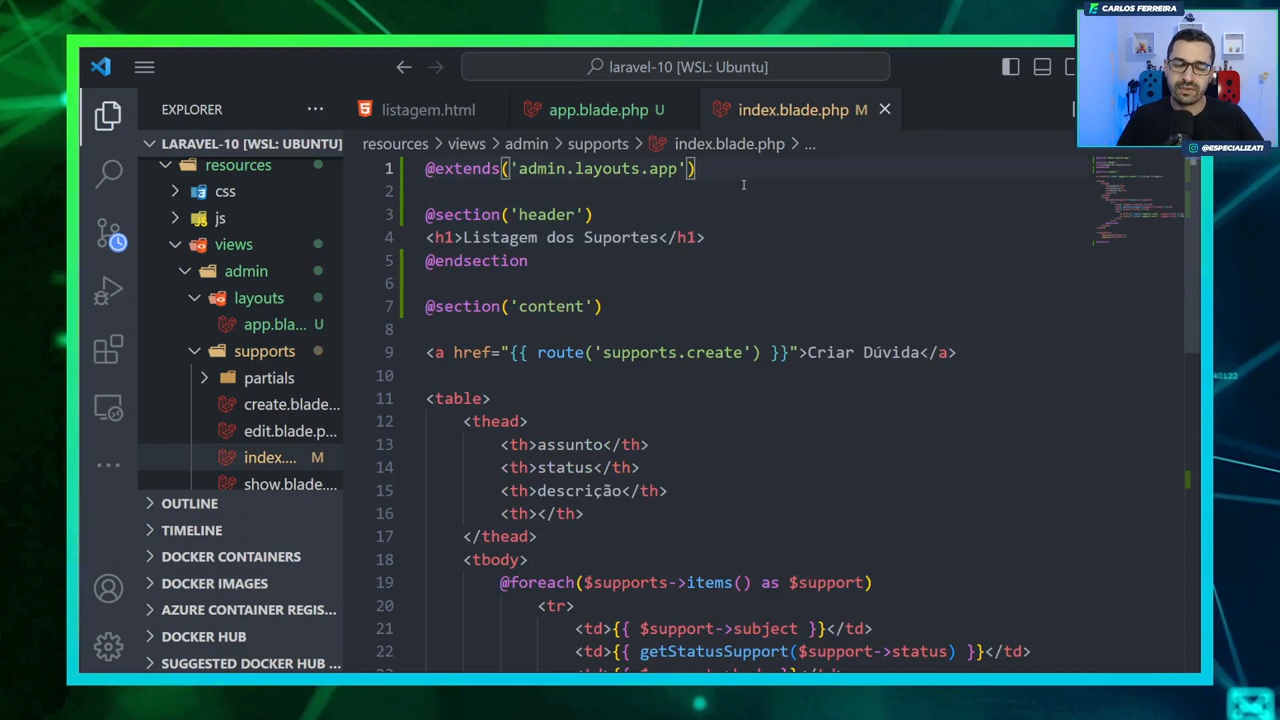 CARLOS FERREIRA
@ESPECIALIZATI
laravel-10 [WSL: Ubuntu]
EXPLORER
listagem.html
app.blade.php U
index.blade.php M
LARAVEL-10 [WSL: UBUNTU]
resources > views > admin > supports > index.blade.php > ...
resources
css
js
views
admin
layouts
app.bla... U
supports
partials
create.blade...
edit.blade.p...
index.... M
show.blade....
OUTLINE
TIMELINE
DOCKER CONTAINERS
DOCKER IMAGES
AZURE CONTAINER REGIS...
DOCKER HUB
SUGGESTED DOCKER HUB ...
1 @extends('admin.layouts.app')
2
3 @section('header')
4 <h1>Listagem dos Suportes</h1>
5 @endsection
6
7 @section('content')
8
9 <a href="{{ route('supports.create') }}">Criar Dúvida</a>
10
11 <table>
12 <thead>
13 <th>assunto</th>
14 <th>status</th>
15 <th>descrição</th>
16 <th></th>
17 </thead>
18 <tbody>
19 @foreach($supports->items() as $support)
20 <tr>
21 <td>{{ $support->subject }}</td>
22 <td>{{ getStatusSupport($support->status) }}</td>
40122